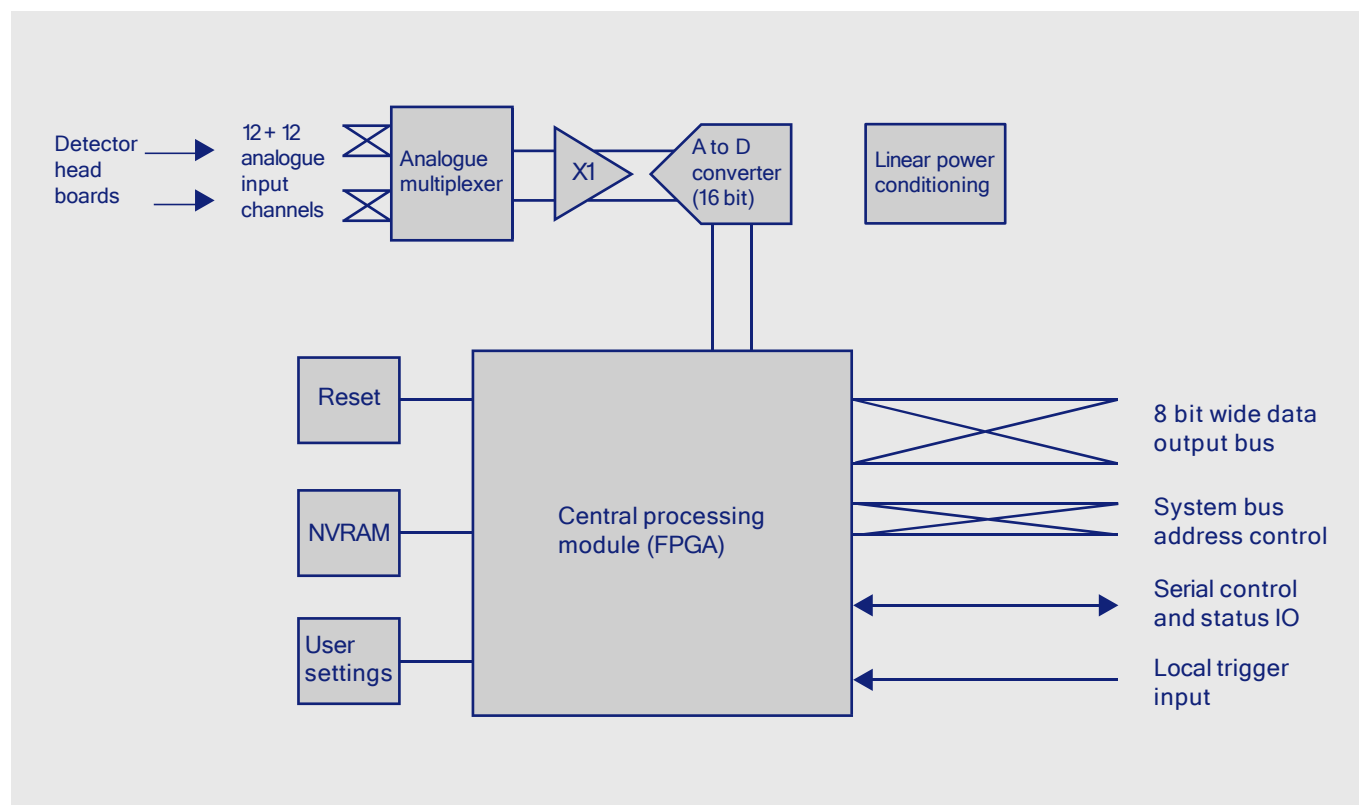 Detector
head
boards
12 + 12
analogue
input
channels
Analogue
multiplexer
X1
A to D
converter
(16 bit)
Linear power
conditioning
Reset
NVRAM
User
settings
Central processing
module (FPGA)
8 bit wide data
output bus
System bus
address control
Serial control
and status IO
Local trigger
input